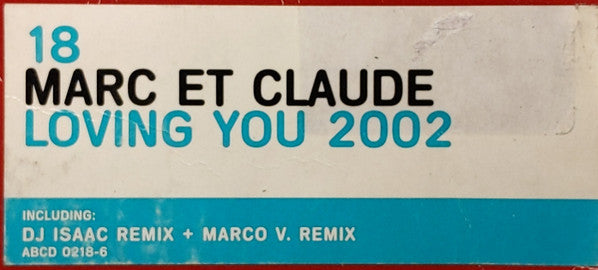 18
MARC ET CLAUDE
LOVING YOU 2002
INCLUDING:
DJ ISAAC REMIX + MARCO V. REMIX
ABCD 0218-6